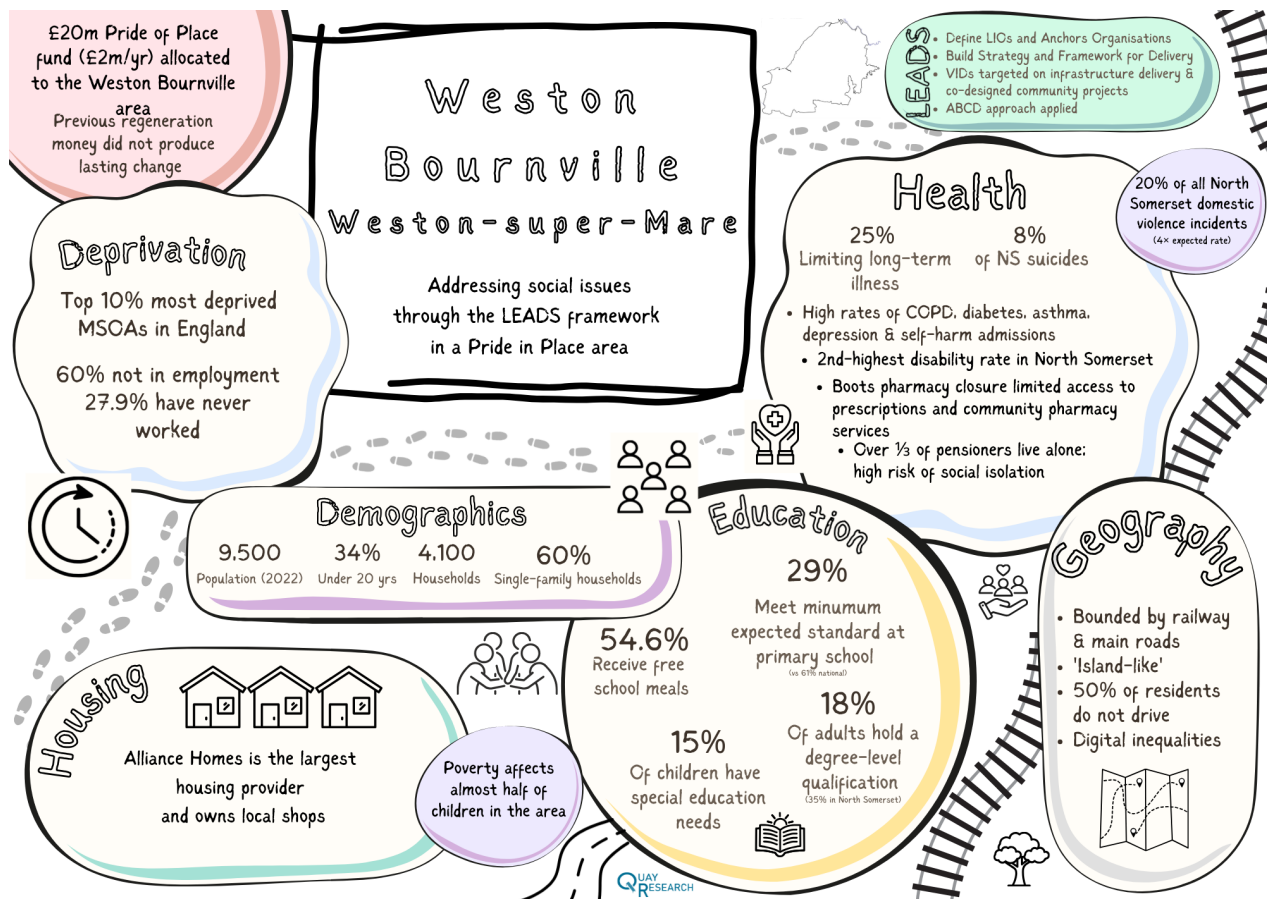 £20m Pride of Place
fund (£2m/yr) allocated
to the Weston Bournville
area
Previous regeneration
money did not produce
lasting change
Weston
Bournville
Weston-super-Mare
Addressing social issues
through the LEADS framework
in a Pride in Place area
LEADS
• Define LIOs and Anchors Organisations
• Build Strategy and Framework for Delivery
• VIDs targeted on infrastructure delivery &
co-designed community projects
• ABCD approach applied
Deprivation
Top 10% most deprived
MSOAs in England
60% not in employment
27.9% have never
worked
Health
25%
Limiting long-term
illness
8%
of NS suicides
• High rates of COPD, diabetes, asthma,
depression & self-harm admissions
• 2nd-highest disability rate in North Somerset
• Boots pharmacy closure limited access to
prescriptions and community pharmacy
services
• Over ⅓ of pensioners live alone:
high risk of social isolation
20% of all North
Somerset domestic
violence incidents
(4× expected rate)
Demographics
9,500
Population (2022)
34%
Under 20 yrs
4,100
Households
60%
Single-family households
Education
29%
Meet minumum
expected standard at
primary school
(vs 61% national)
54.6%
Receive free
school meals
18%
Of adults hold a
degree-level
qualification
(35% in North Somerset)
15%
Of children have
special education
needs
Geography
• Bounded by railway
& main roads
• 'Island-like'
• 50% of residents
do not drive
• Digital inequalities
Housing
Alliance Homes is the largest
housing provider
and owns local shops
Poverty affects
almost half of
children in the area
QUAY
RESEARCH